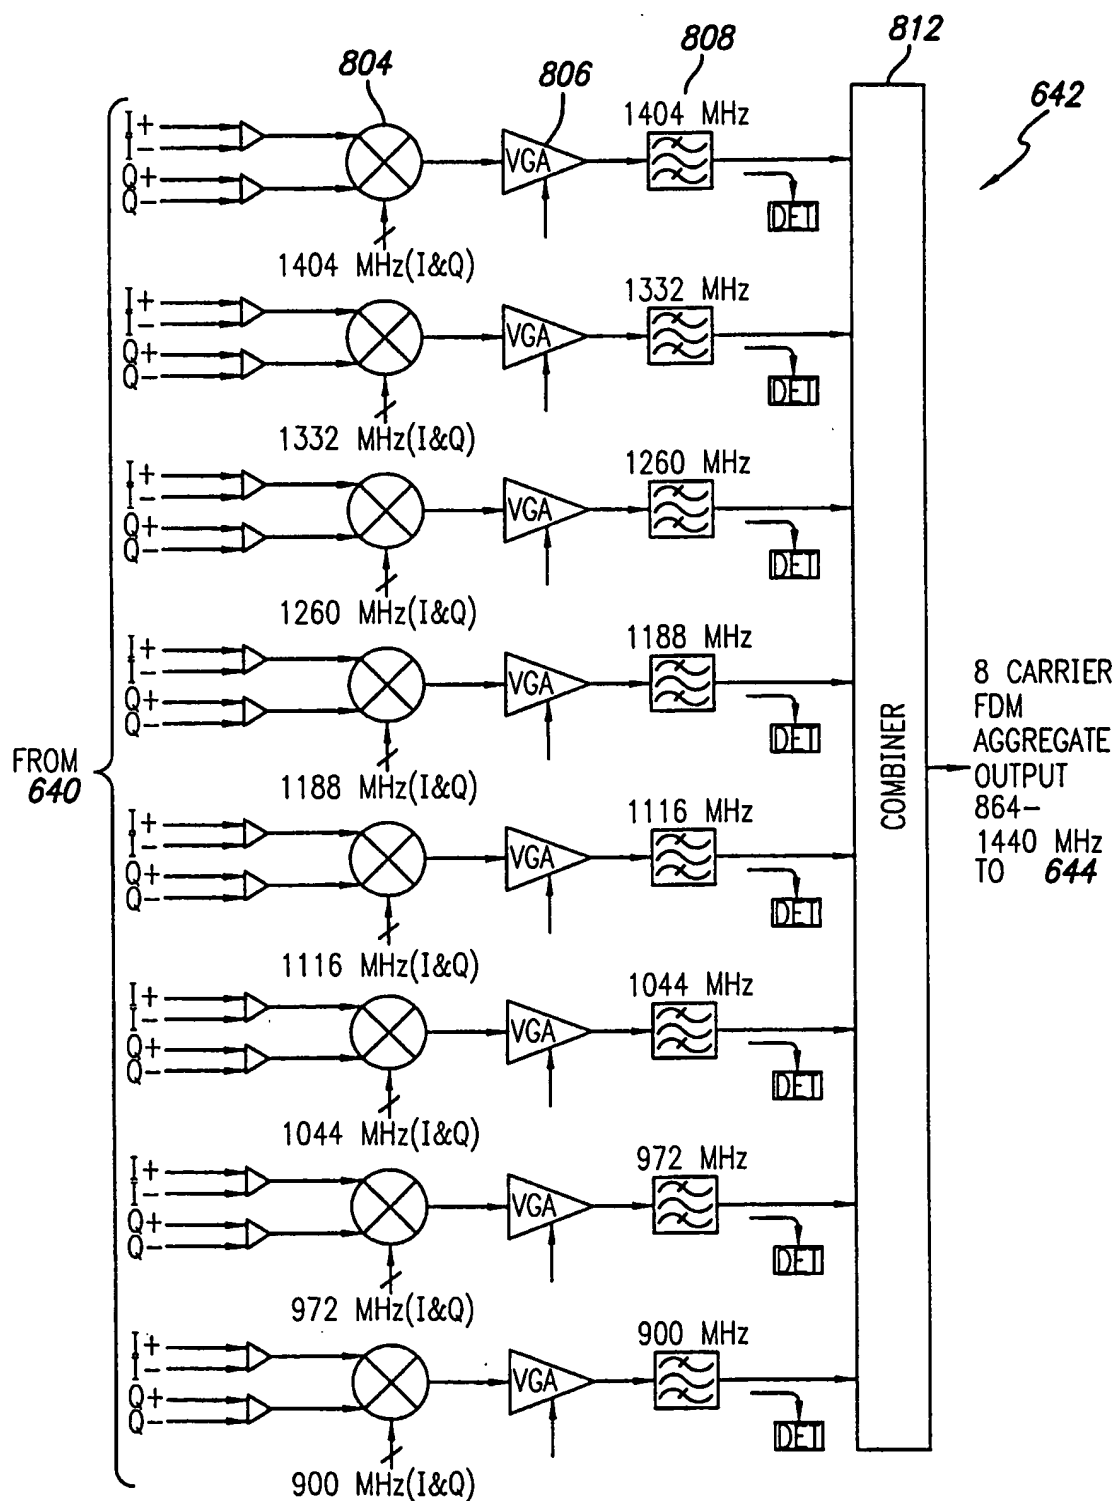 804
806
808
812
642
I+
I-
Q+
Q-
VGA
1404 MHz
DET
1404 MHz(I&Q)
I+
I-
Q+
Q-
VGA
1332 MHz
DET
1332 MHz(I&Q)
I+
I-
Q+
Q-
VGA
1260 MHz
DET
1260 MHz(I&Q)
I+
I-
Q+
Q-
VGA
1188 MHz
DET
1188 MHz(I&Q)
FROM
640
COMBINER
8 CARRIER
FDM
AGGREGATE
OUTPUT
864-
1440 MHz
TO 644
I+
I-
Q+
Q-
VGA
1116 MHz
DET
1116 MHz(I&Q)
I+
I-
Q+
Q-
VGA
1044 MHz
DET
1044 MHz(I&Q)
I+
I-
Q+
Q-
VGA
972 MHz
DET
972 MHz(I&Q)
I+
I-
Q+
Q-
VGA
900 MHz
DET
900 MHz(I&Q)